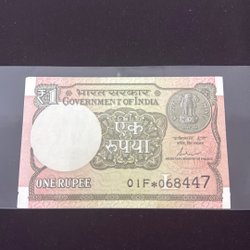 ₹1
भारत सरकार
GOVERNMENT OF INDIA
एक
रुपया
ONE RUPEE
01F*068447